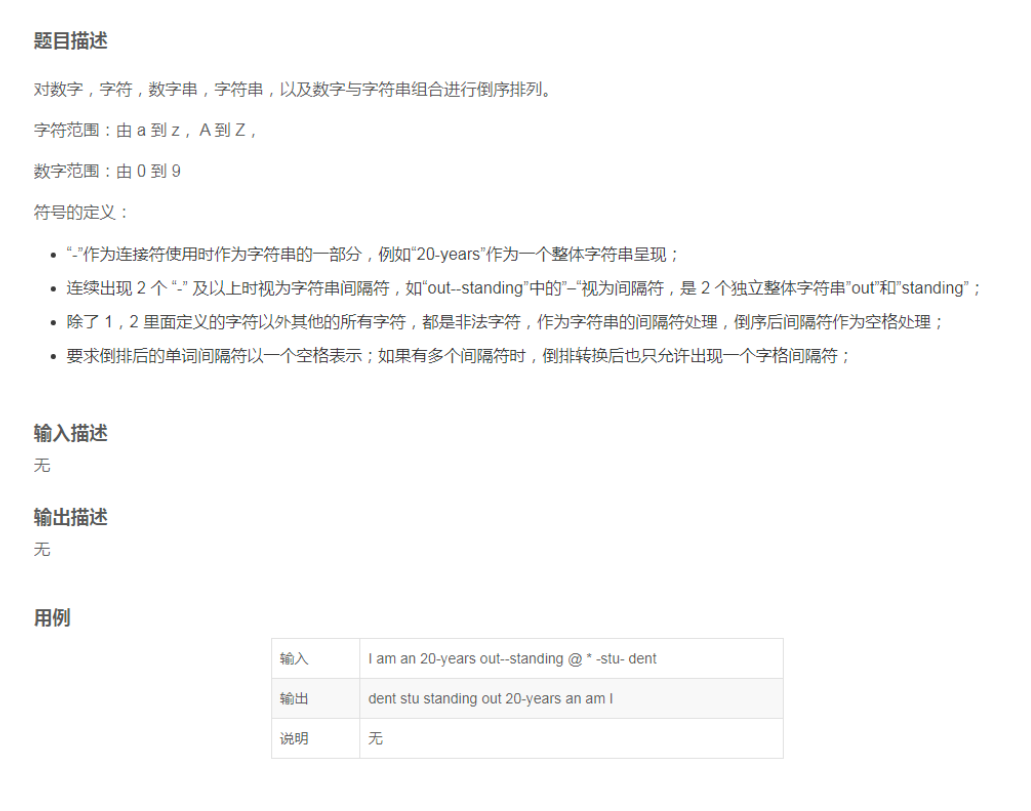 题目描述
对数字，字符，数字串，字符串，以及数字与字符串组合进行倒序排列。
字符范围：由 a 到 z， A 到 Z，
数字范围：由 0 到 9
符号的定义：
• “-”作为连接符使用时作为字符串的一部分，例如“20-years”作为一个整体字符串呈现；
• 连续出现 2 个 “-” 及以上时视为字符串间隔符，如“out--standing”中的”–“视为间隔符，是 2 个独立整体字符串”out”和”standing”；
• 除了 1，2 里面定义的字符以外其他的所有字符，都是非法字符，作为字符串的间隔符处理，倒序后间隔符作为空格处理；
• 要求倒排后的单词间隔符以一个空格表示；如果有多个间隔符时，倒排转换后也只允许出现一个字格间隔符；
输入描述
无
输出描述
无
用例
输入 I am an 20-years out--standing @ * -stu- dent
输出 dent stu standing out 20-years an am I
说明 无